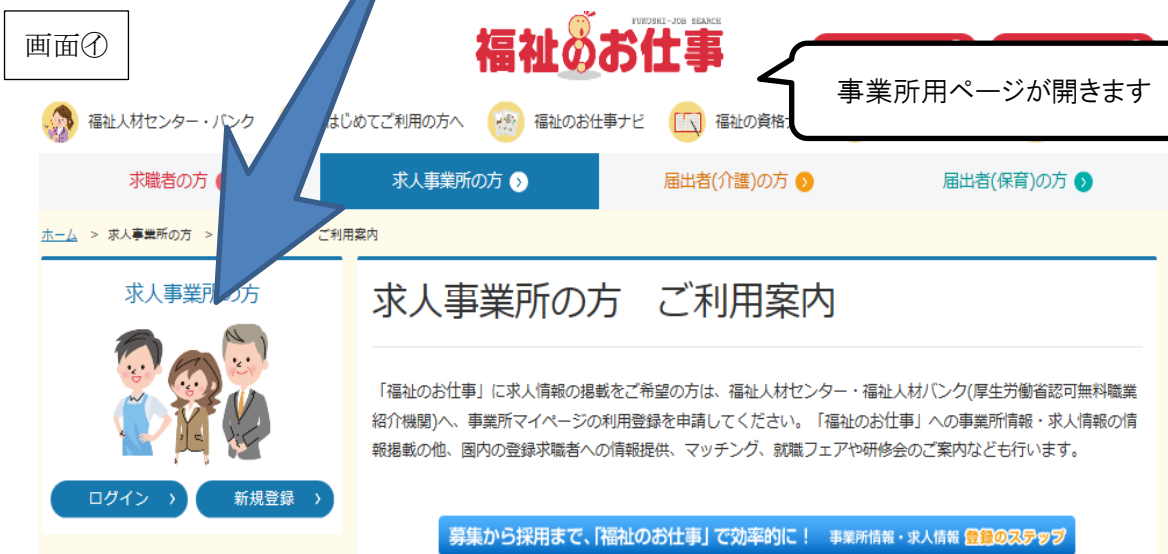 画面㋑
FUKUSHI-JOB SEARCH
福祉のお仕事
事業所用ページが開きます
福祉人材センター・バンク
はじめてご利用の方へ
福祉のお仕事ナビ
福祉の資格
求職者の方
求人事業所の方
届出者(介護)の方
届出者(保育)の方
ホーム > 求人事業所の方 > ご利用案内
求人事業所の方
求人事業所の方 ご利用案内
「福祉のお仕事」に求人情報の掲載をご希望の方は、福祉人材センター・福祉人材バンク(厚生労働省認可無料職業
紹介機関)へ、事業所マイページの利用登録を申請してください。「福祉のお仕事」への事業所情報・求人情報の情
報掲載の他、圏内の登録求職者への情報提供、マッチング、就職フェアや研修会のご案内なども行います。
ログイン
新規登録
募集から採用まで、「福祉のお仕事」で効率的に! 事業所情報・求人情報 登録のステップ